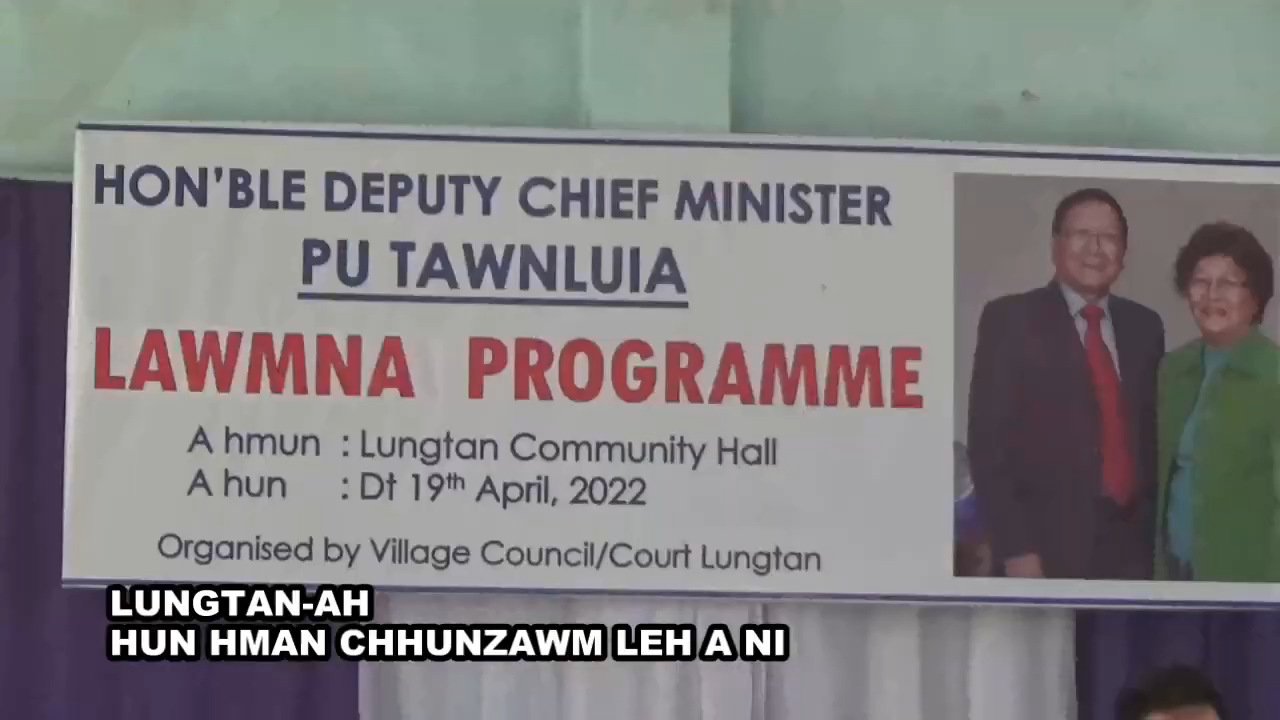 HON'BLE DEPUTY CHIEF MINISTER
PU TAWNLUIA
LAWMNA PROGRAMME
A hmun : Lungtan Community Hall
A hun : Dt 19th April, 2022
Organised by Village Council/Court Lungtan
LUNGTAN-AH
HUN HMAN CHHUNZAWM LEH A NI